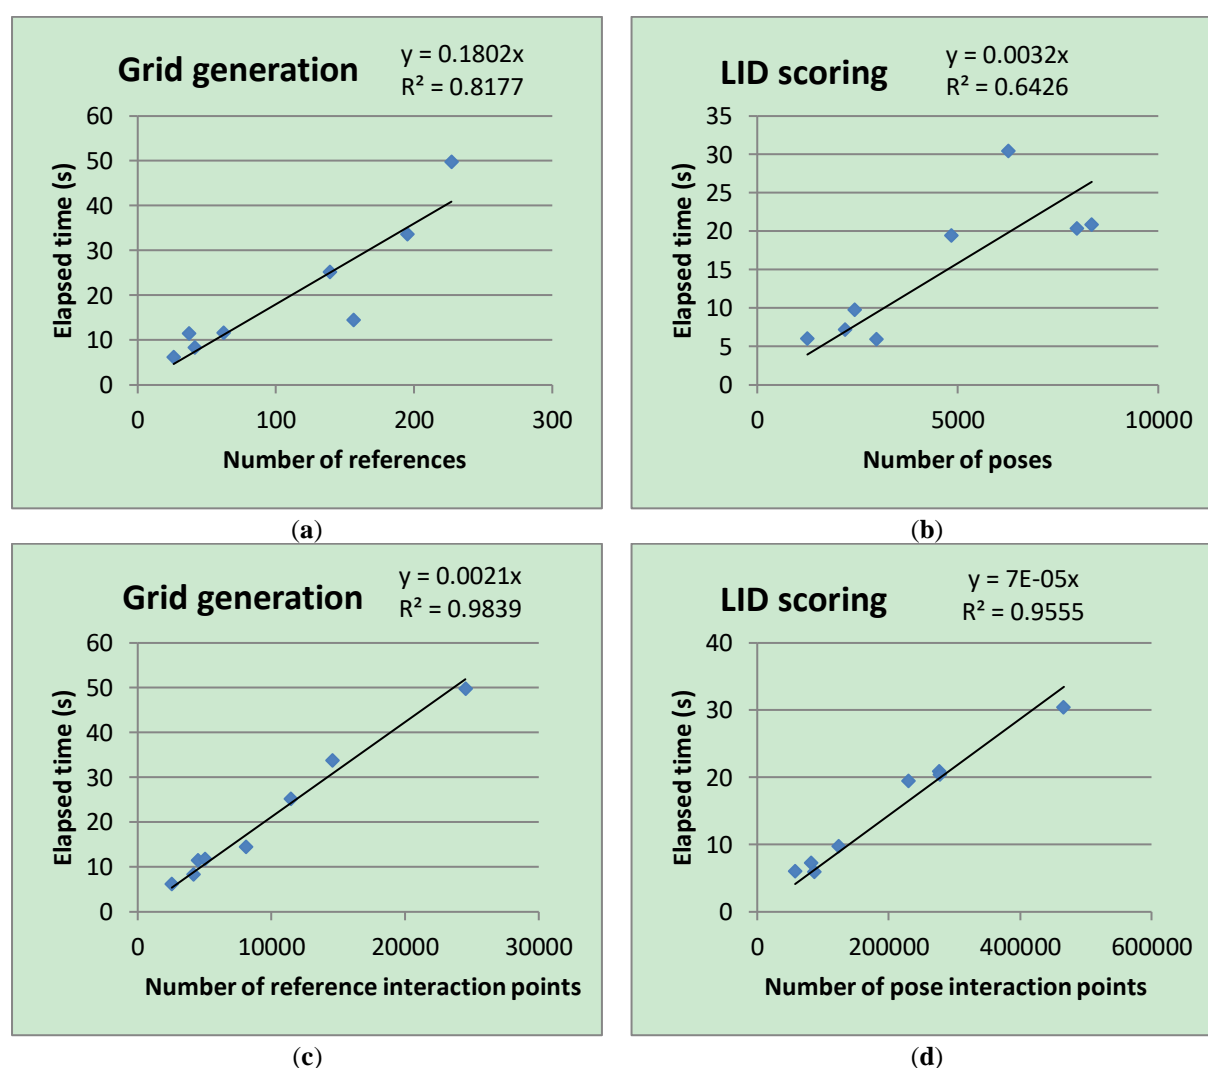 Grid generation
y = 0.1802x
R² = 0.8177
60
50
40
30
20
10
0
0 100 200 300
Elapsed time (s)
Number of references
(a)
LID scoring
y = 0.0032x
R² = 0.6426
35
30
25
20
15
10
5
0
0 5000 10000
Elapsed time (s)
Number of poses
(b)
Grid generation
y = 0.0021x
R² = 0.9839
60
50
40
30
20
10
0
0 10000 20000 30000
Elapsed time (s)
Number of reference interaction points
(c)
LID scoring
y = 7E-05x
R² = 0.9555
40
30
20
10
0
0 200000 400000 600000
Elapsed time (s)
Number of pose interaction points
(d)